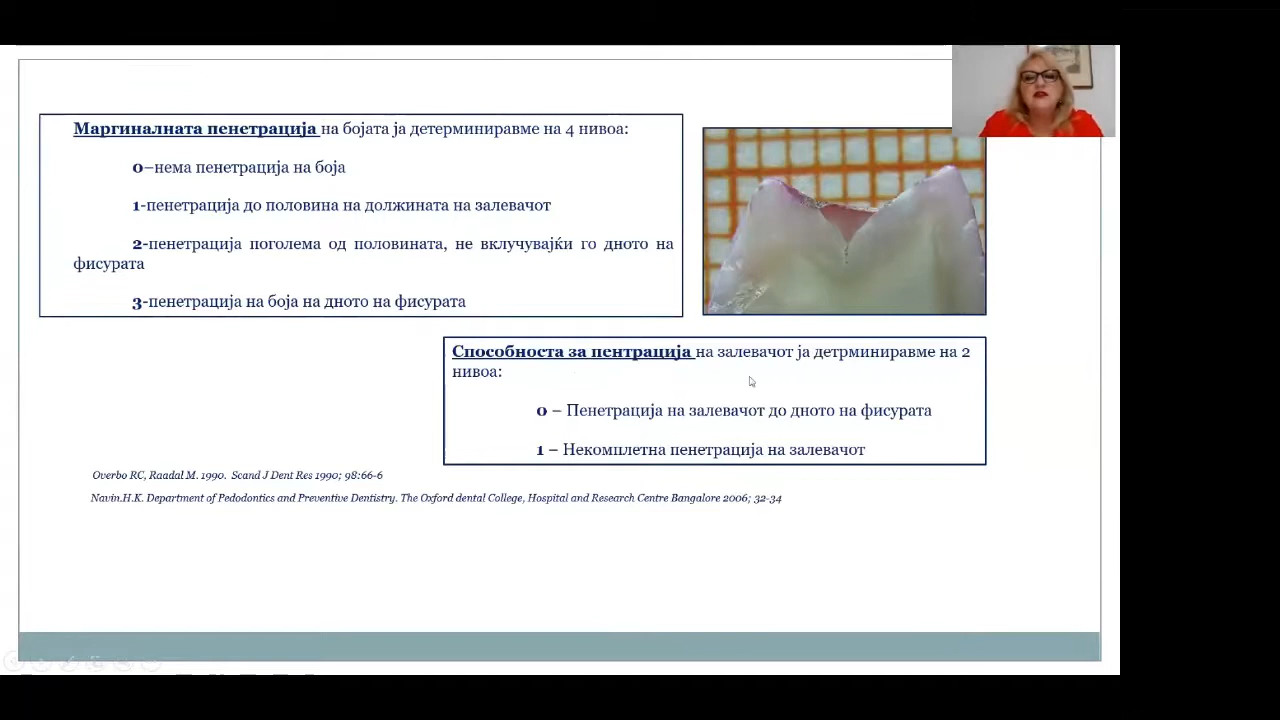 Маргиналната пенетрација на бојата ја детерминиравме на 4 нивоа:
0–нема пенетрација на боја
1-пенетрација до половина на должината на залевачот
2-пенетрација поголема од половината, не вклучувајќи го дното на
фисурата
3-пенетрација на боја на дното на фисурата
Способноста за пентрација на залевачот ја детрминиравме на 2
нивоа:
0 – Пенетрација на залевачот до дното на фисурата
1 – Некомплетна пенетрација на залевачот
Overbo RC, Raadal M. 1990. Scand J Dent Res 1990; 98:66-6
Navin.H.K. Department of Pedodontics and Preventive Dentistry. The Oxford dental College, Hospital and Research Centre Bangalore 2006; 32-34